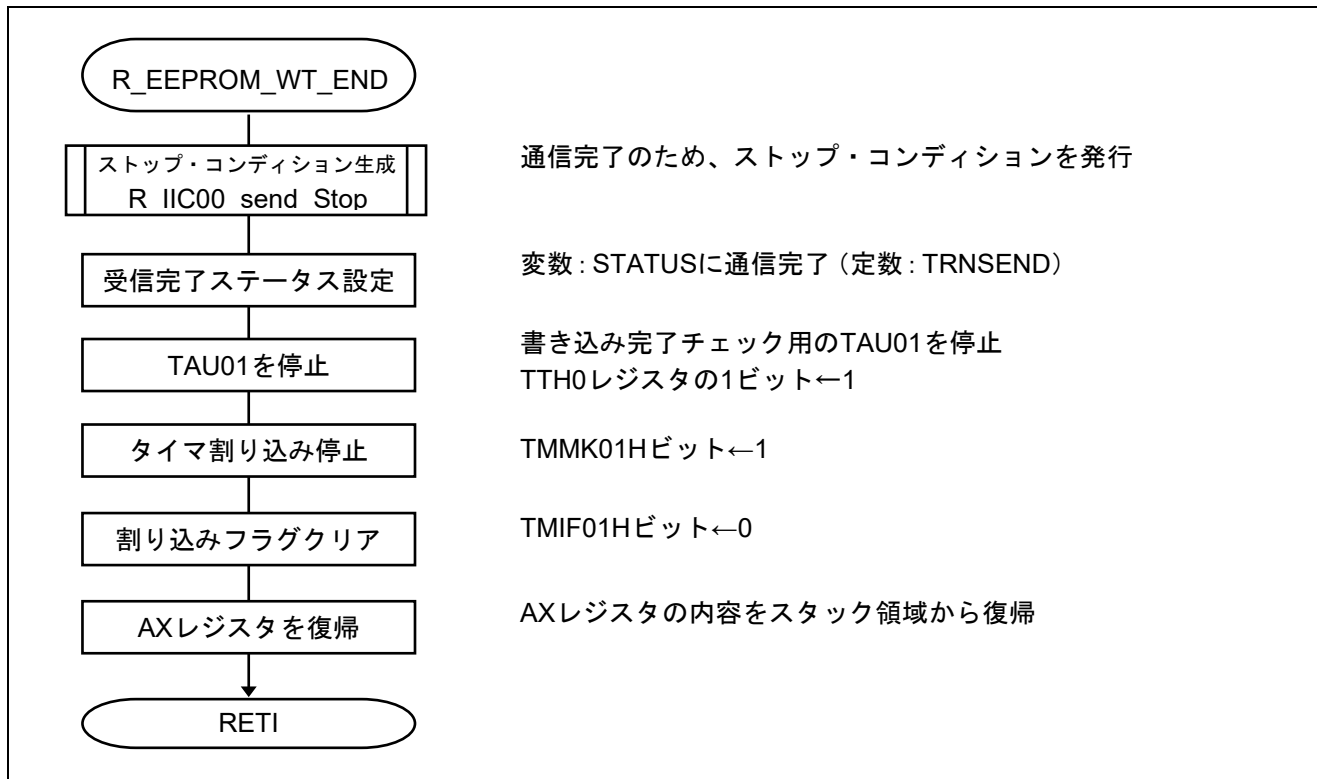 R_EEPROM_WT_END
ストップ・コンディション生成
R_IIC00_send_Stop
通信完了のため、ストップ・コンディションを発行
受信完了ステータス設定
変数 : STATUSに通信完了（定数 : TRNSEND）
TAU01を停止
書き込み完了チェック用のTAU01を停止
TTH0レジスタの1ビット←1
タイマ割り込み停止
TMMK01Hビット←1
割り込みフラグクリア
TMIF01Hビット←0
AXレジスタを復帰
AXレジスタの内容をスタック領域から復帰
RETI